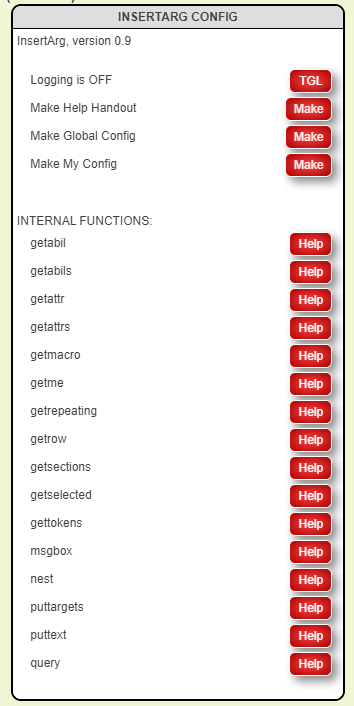 INSERTARG CONFIG
InsertArg, version 0.9
Logging is OFF TGL
Make Help Handout Make
Make Global Config Make
Make My Config Make
INTERNAL FUNCTIONS:
getabil Help
getabils Help
getattr Help
getattrs Help
getmacro Help
getme Help
getrepeating Help
getrow Help
getsections Help
getselected Help
gettokens Help
msgbox Help
nest Help
puttargets Help
puttext Help
query Help